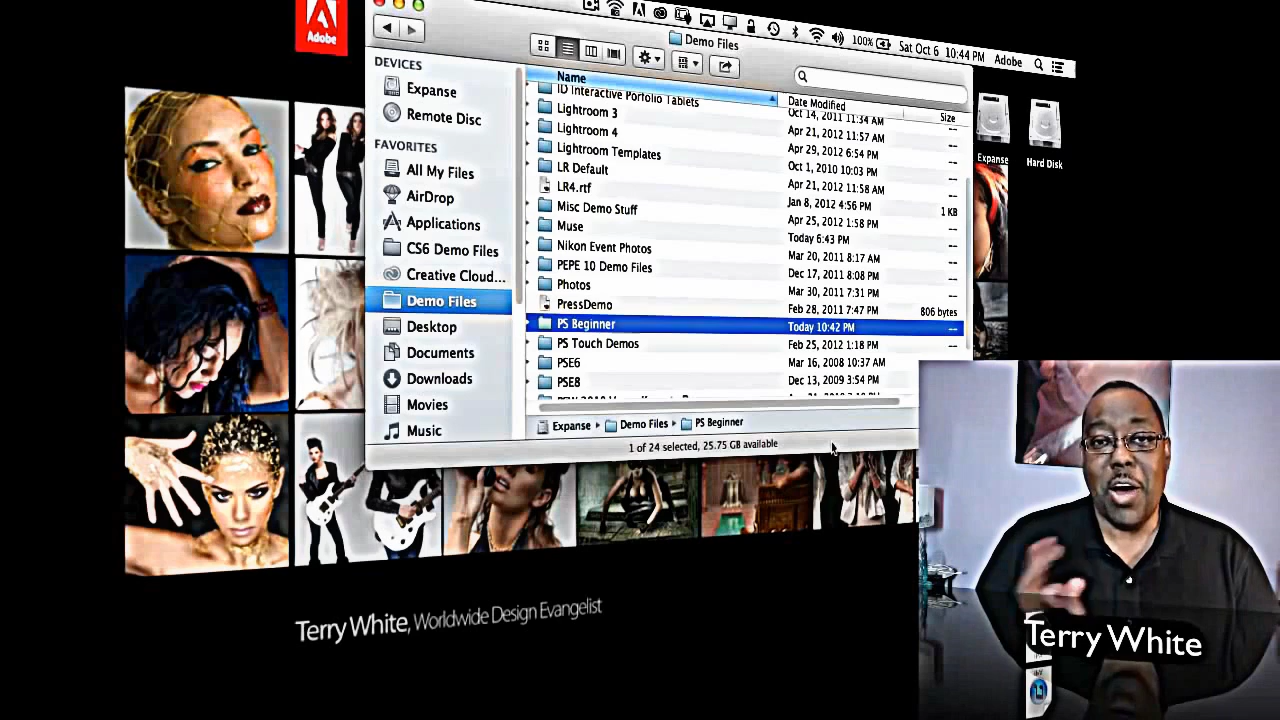 Adobe
100%
Sat Oct 6 10:44 PM
Adobe
Demo Files
DEVICES
Expanse
Remote Disc
FAVORITES
All My Files
AirDrop
Applications
CS6 Demo Files
Creative Cloud...
Demo Files
Desktop
Documents
Downloads
Movies
Music
Name Date Modified Size
ID Interactive Portfolio Tablets Oct 14, 2011 11:34 AM --
Lightroom 3 Apr 21, 2012 11:57 AM --
Lightroom 4 Apr 29, 2012 6:54 PM --
Lightroom Templates Oct 1, 2010 10:03 PM --
LR Default Apr 21, 2012 11:58 AM --
LR4.rtf Jan 8, 2012 4:56 PM 1 KB
Misc Demo Stuff Apr 25, 2012 1:58 PM --
Muse Today 6:43 PM --
Nikon Event Photos Mar 20, 2011 8:17 AM --
PEPE 10 Demo Files Dec 17, 2011 8:08 PM --
Photos Mar 30, 2011 7:31 PM --
PressDemo Feb 28, 2011 7:47 PM 806 bytes
PS Beginner Today 10:42 PM --
PS Touch Demos Feb 25, 2012 1:18 PM --
PSE6 Mar 16, 2008 10:37 AM
PSE8 Dec 13, 2009 3:54 PM
Expanse Demo Files PS Beginner
1 of 24 selected, 25.75 GB available
Expanse
Hard Disk
Terry White, Worldwide Design Evangelist
Terry White